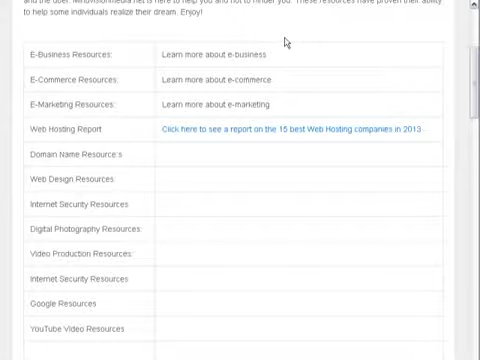 and the user. Mindvisionmedia.net is here to help you and not to hinder you. These resources have proven their ability
to help some individuals realize their dream. Enjoy!
E-Business Resources: Learn more about e-business
E-Commerce Resources: Learn more about e-commerce
E-Marketing Resources: Learn more about e-marketing
Web Hosting Report Click here to see a report on the 15 best Web Hosting companies in 2013
Domain Name Resource's
Web Design Resources
Internet Security Resources
Digital Photography Resources:
Video Production Resources:
Internet Security Resources
Google Resources
YouTube Video Resources